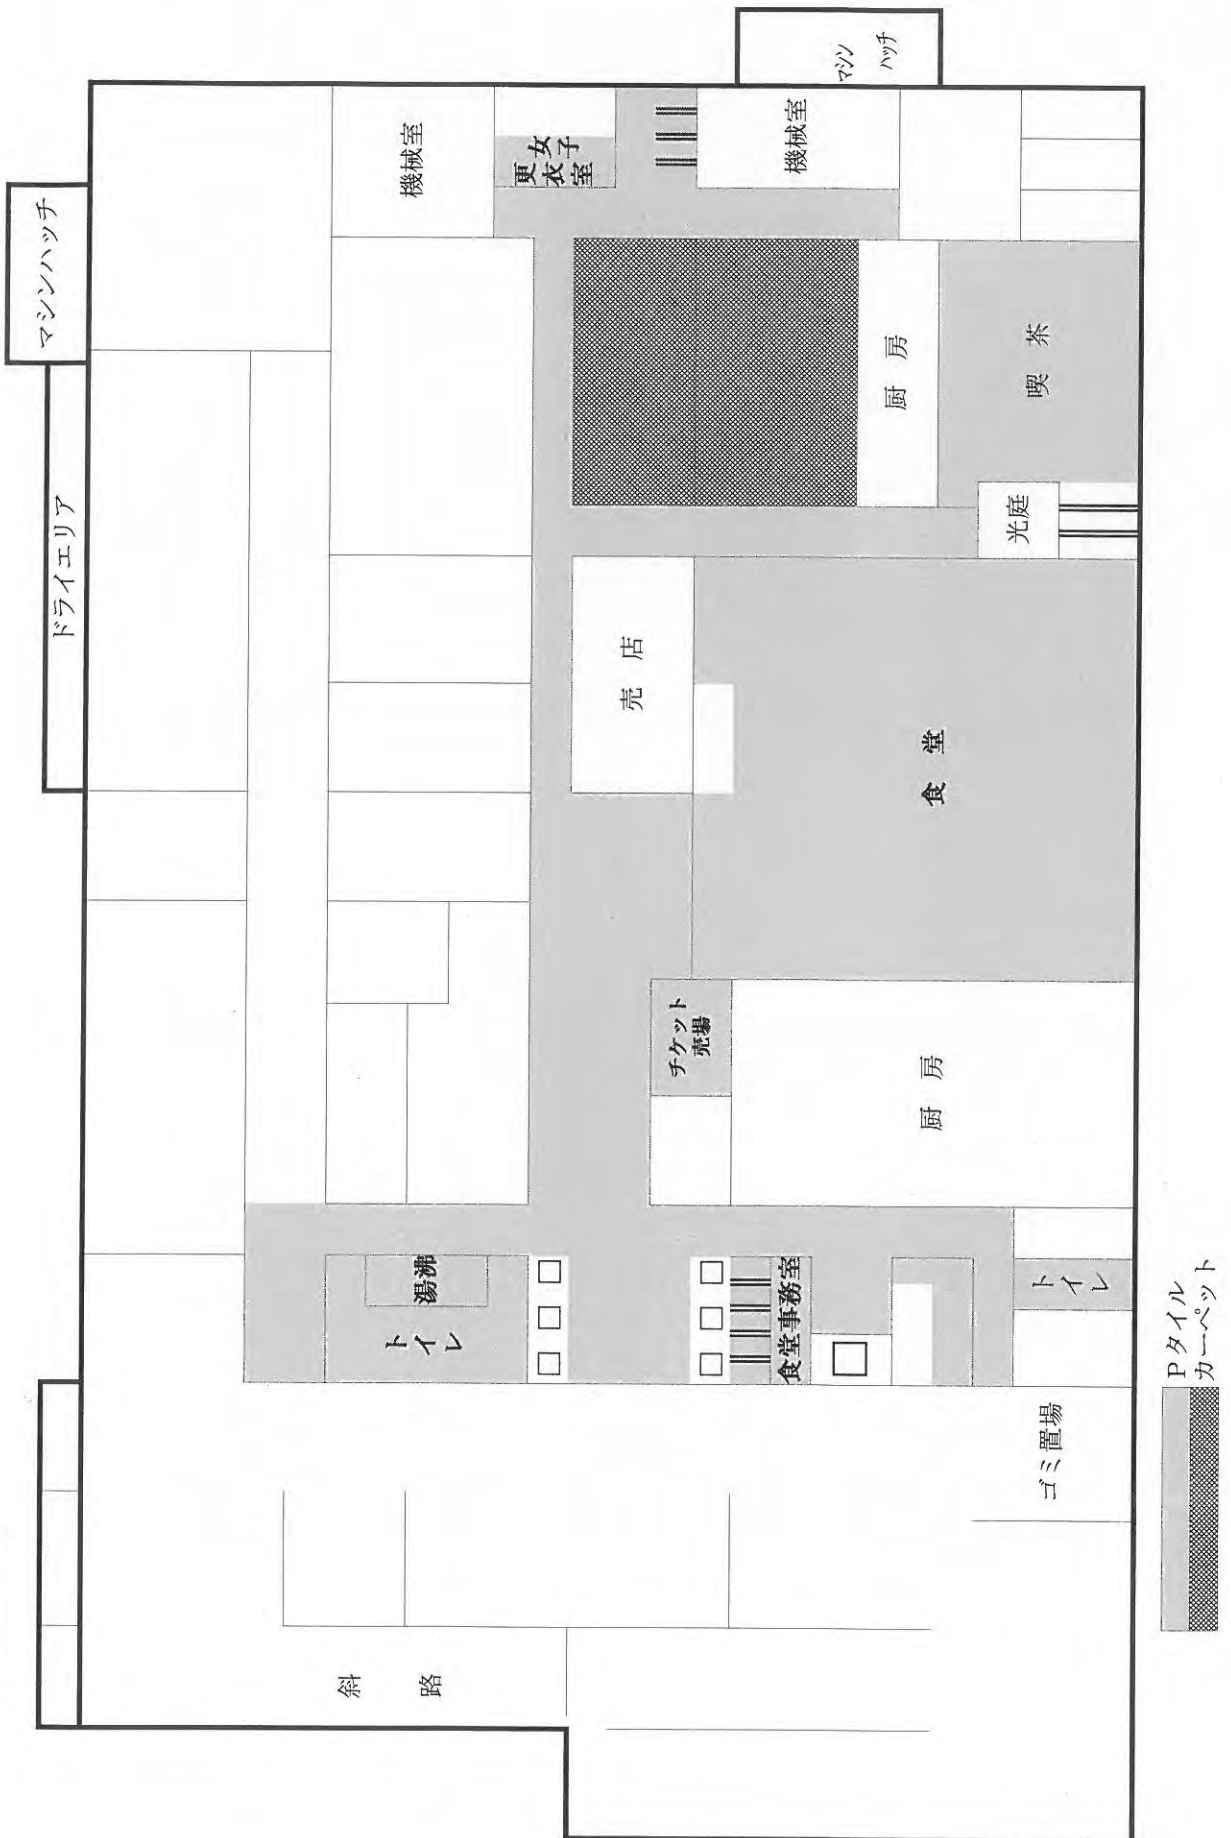 マシンハッチ
ドライエリア
マシン
ハッチ
機械室
女子
更衣室
機械室
厨房
喫茶
光庭
売店
食堂
チケット
売場
厨房
湯沸
トイレ
食堂事務室
トイレ
ゴミ置場
斜路
Pタイル
カーペット